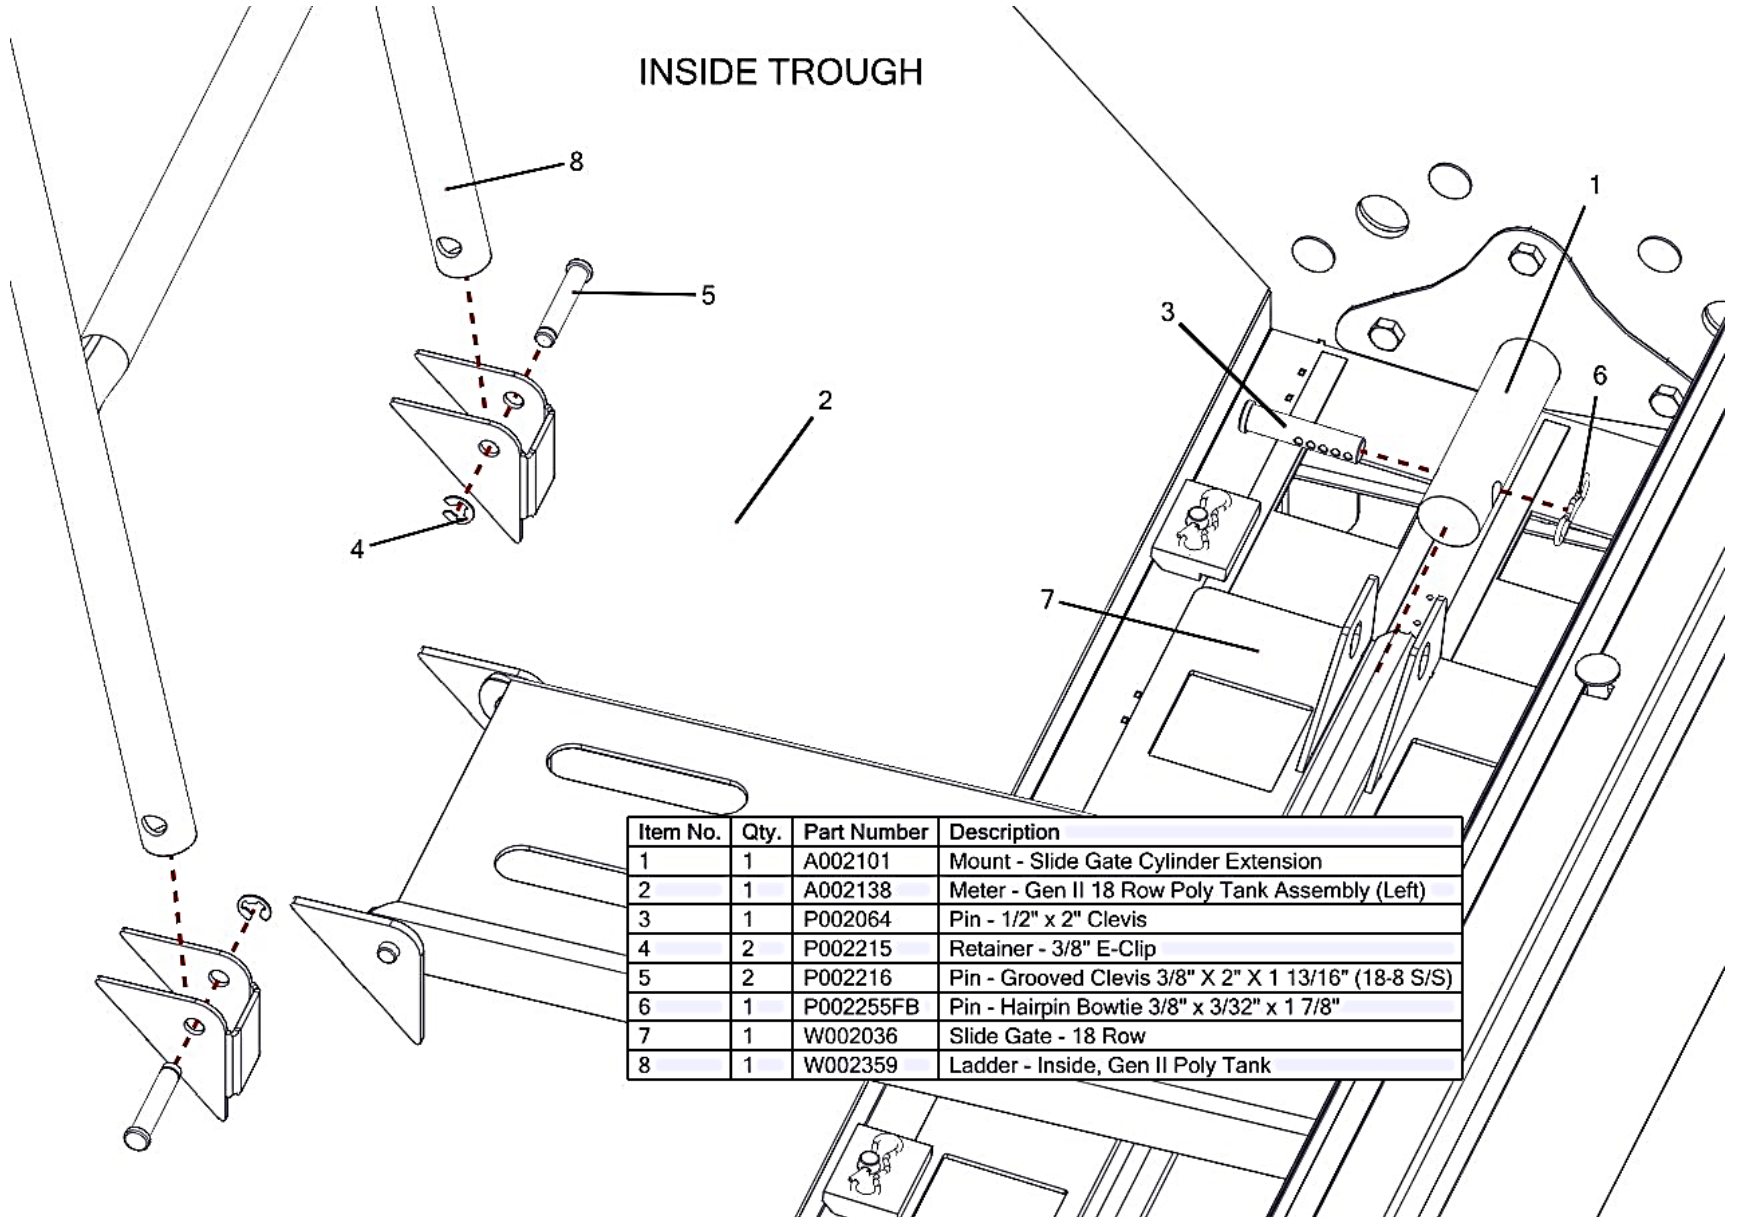 INSIDE TROUGH
8
1
5
3
6
2
4
7
Item No. Qty. Part Number Description
1 1 A002101 Mount - Slide Gate Cylinder Extension
2 1 A002138 Meter - Gen II 18 Row Poly Tank Assembly (Left)
3 1 P002064 Pin - 1/2" x 2" Clevis
4 2 P002215 Retainer - 3/8" E-Clip
5 2 P002216 Pin - Grooved Clevis 3/8" X 2" X 1 13/16" (18-8 S/S)
6 1 P002255FB Pin - Hairpin Bowtie 3/8" x 3/32" x 1 7/8"
7 1 W002036 Slide Gate - 18 Row
8 1 W002359 Ladder - Inside, Gen II Poly Tank